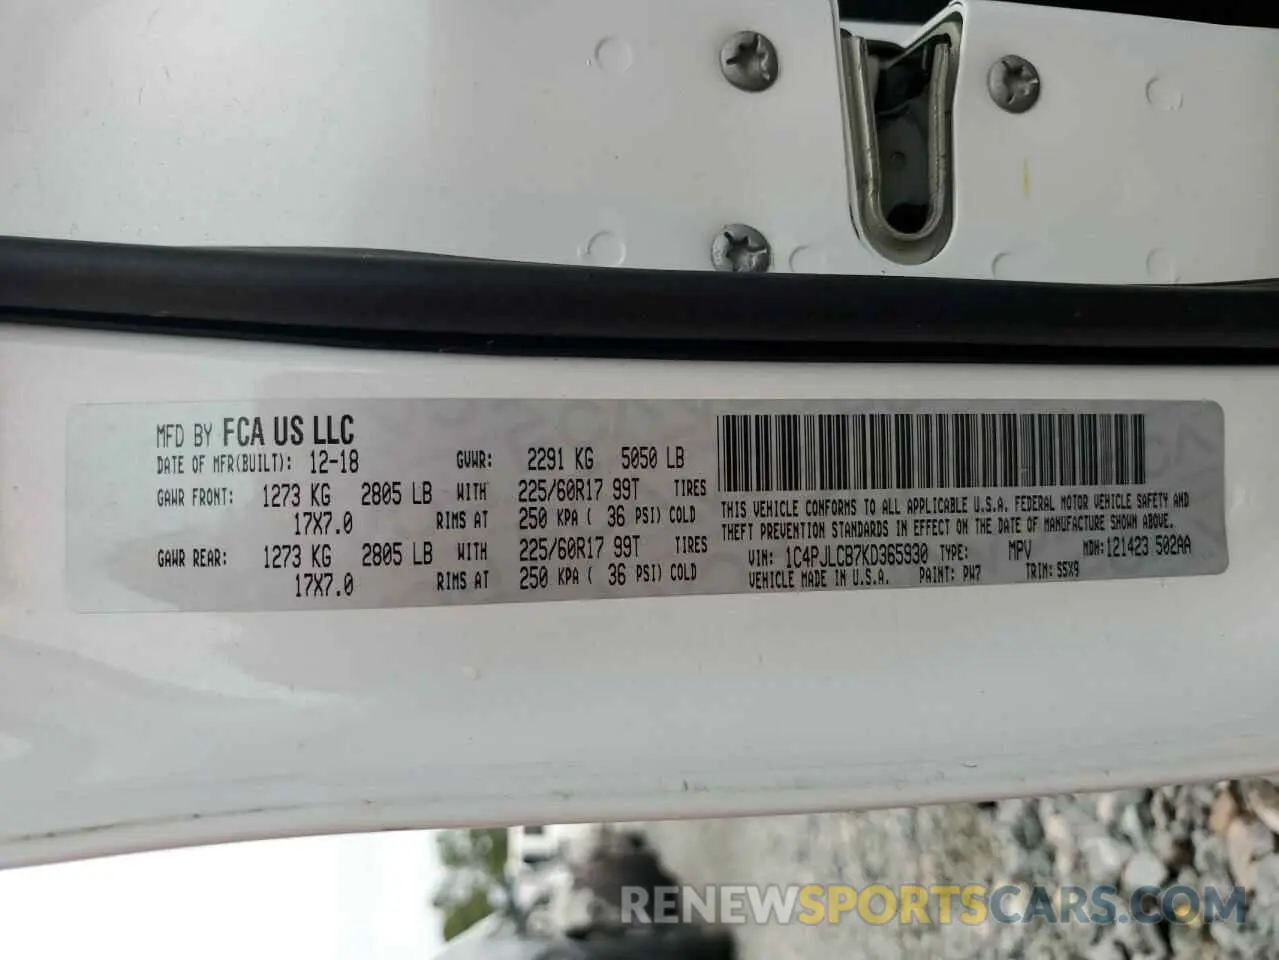 MFD BY FCA US LLC
DATE OF MFR(BUILT): 12-18 GVWR: 2291 KG 5050 LB
GAWR FRONT: 1273 KG 2805 LB WITH 225/60R17 99T TIRES
17X7.0 RIMS AT 250 KPA ( 36 PSI) COLD
GAWR REAR: 1273 KG 2805 LB WITH 225/60R17 99T TIRES
17X7.0 RIMS AT 250 KPA ( 36 PSI) COLD
THIS VEHICLE CONFORMS TO ALL APPLICABLE U.S.A. FEDERAL MOTOR VEHICLE SAFETY AND
THEFT PREVENTION STANDARDS IN EFFECT ON THE DATE OF MANUFACTURE SHOWN ABOVE.
VIN: 1C4PJLCB7KD365930 TYPE: MPV MDH:121423 502AA
VEHICLE MADE IN U.S.A. PAINT: PW7 TRIM: S5X9
RENEWSPORTSCARS.COM